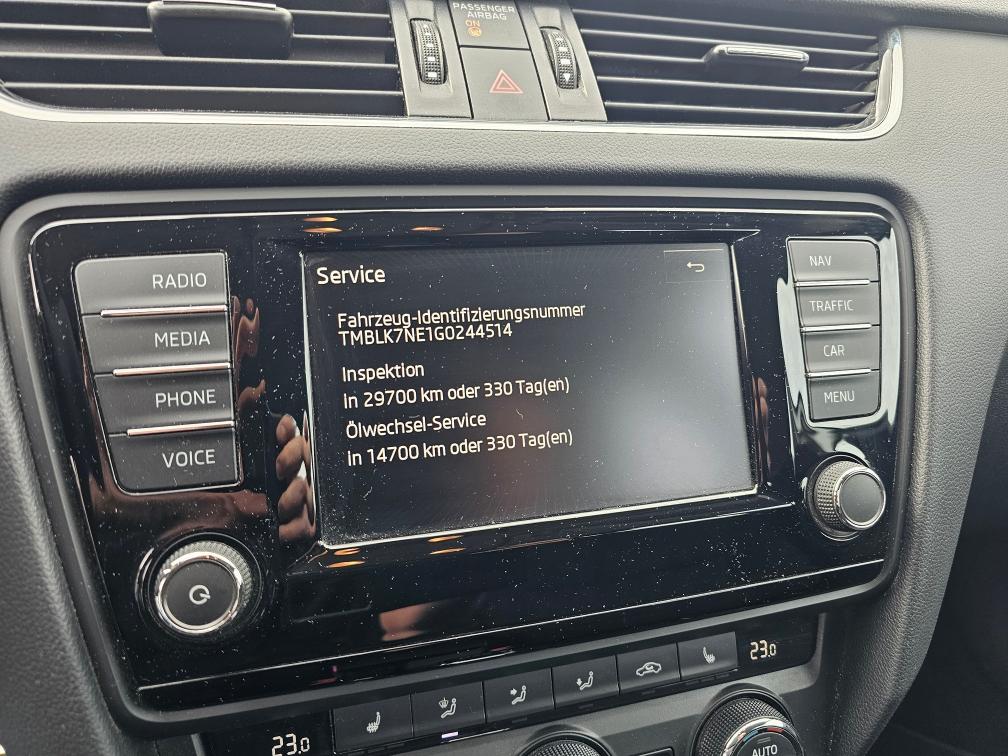 PASSENGER
AIRBAG
ON
RADIO
MEDIA
PHONE
VOICE
Service
Fahrzeug-Identifizierungsnummer
TMBLK7NE1G0244514
Inspektion
in 29700 km oder 330 Tag(en)
Ölwechsel-Service
in 14700 km oder 330 Tag(en)
NAV
TRAFFIC
CAR
MENU
23.0
23.0
AUTO